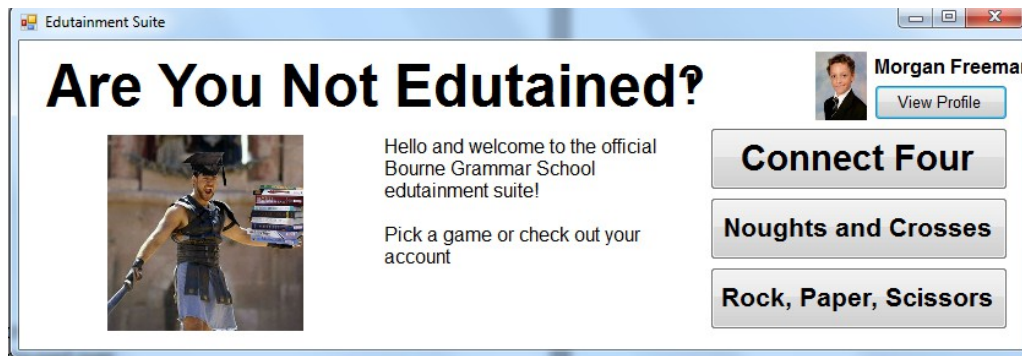 Edutainment Suite
Are You Not Edutained?
Morgan Freeman
View Profile
Hello and welcome to the official
Bourne Grammar School
edutainment suite!
Pick a game or check out your
account
Connect Four
Noughts and Crosses
Rock, Paper, Scissors